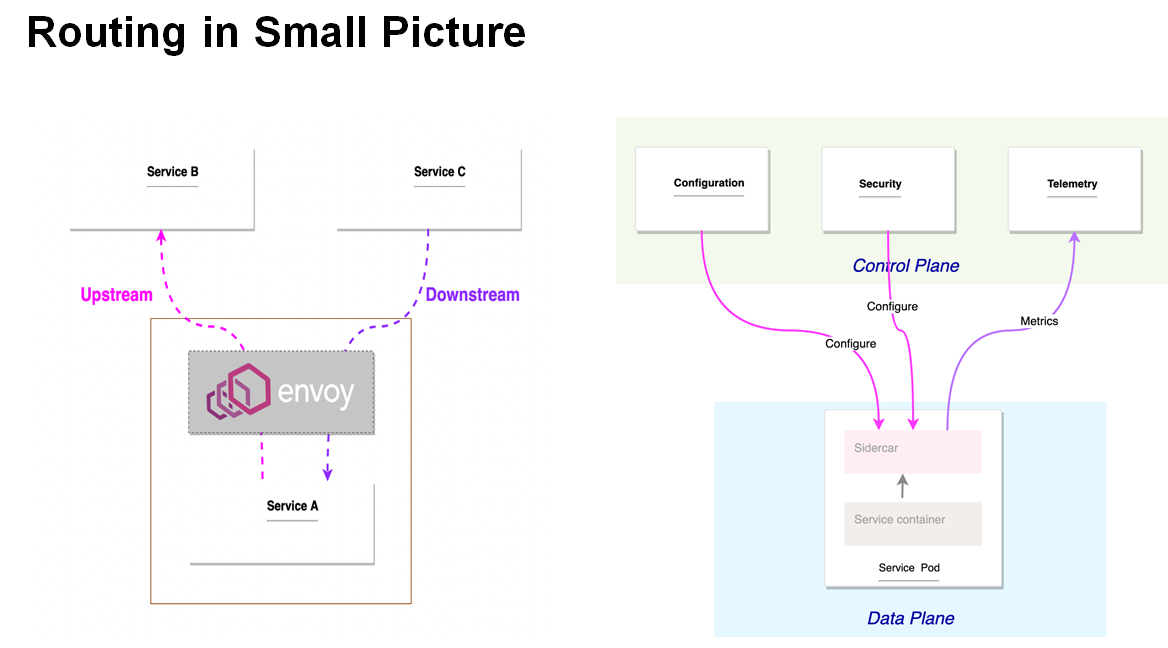 Routing in Small Picture
Service B
Service C
Upstream
Downstream
envoy
Service A
Configuration
Security
Telemetry
Control Plane
Configure
Metrics
Configure
Sidercar
Service container
Service Pod
Data Plane